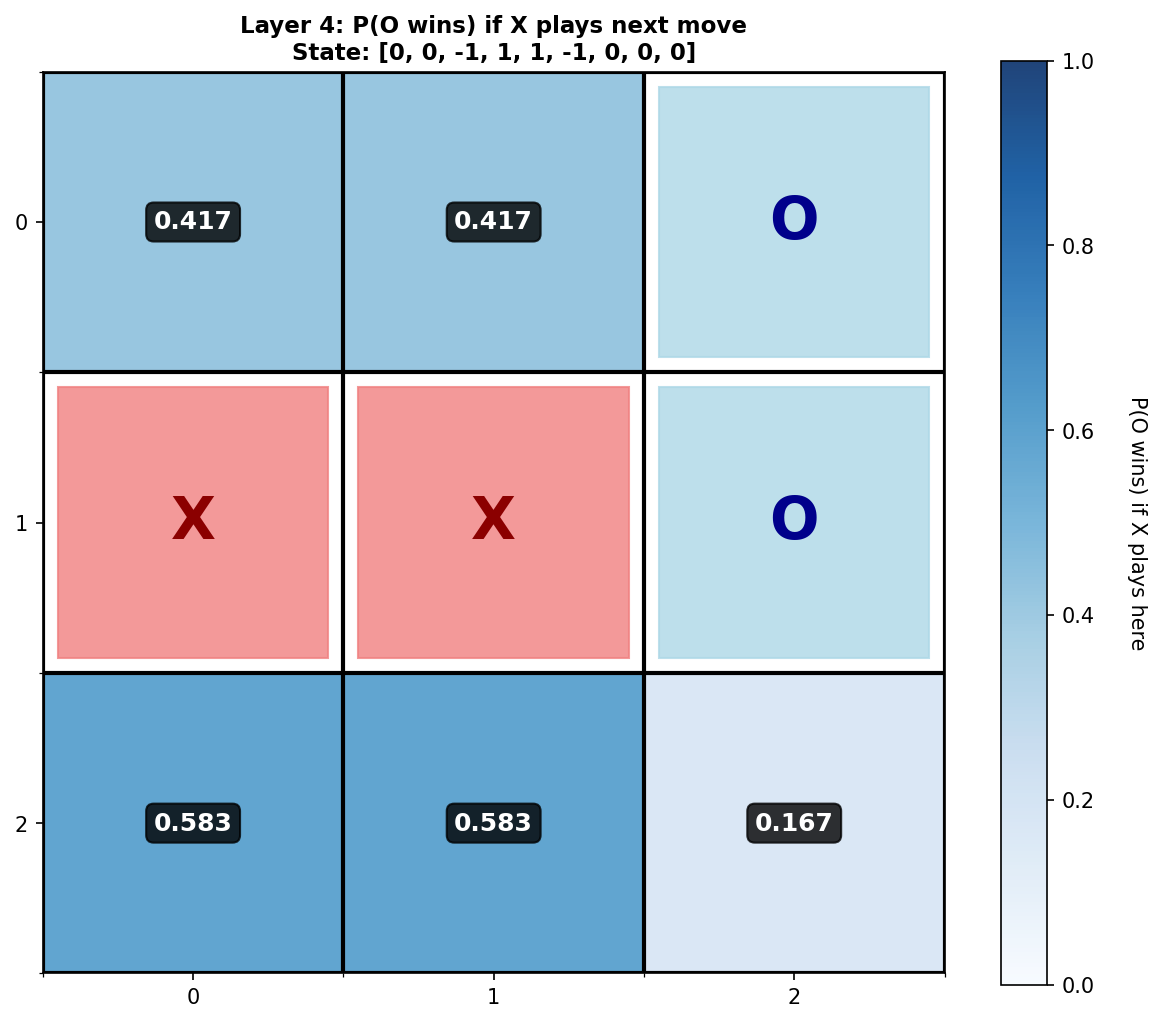 Layer 4: P(O wins) if X plays next move
State: [0, 0, -1, 1, 1, -1, 0, 0, 0]
0
0.417
0.417
O
1
X
X
O
2
0.583
0.583
0.167
0
1
2
1.0
0.8
0.6
0.4
0.2
0.0
P(O wins) if X plays here